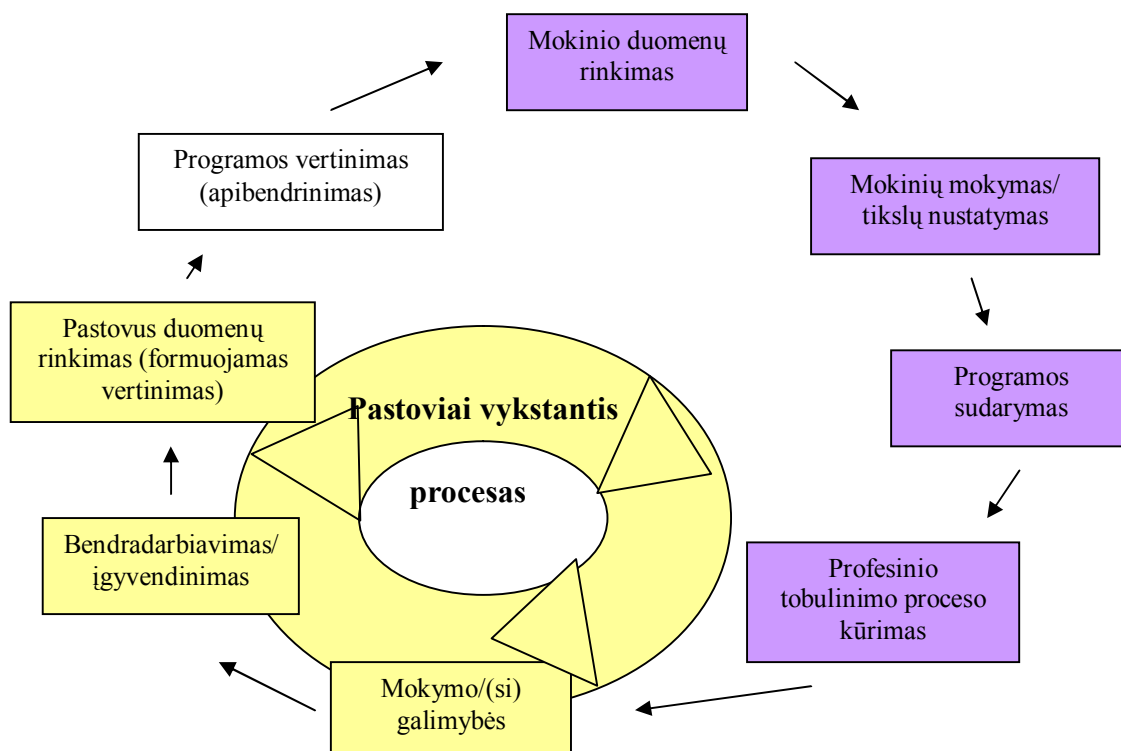 Mokinio duomenų
rinkimas
Programos vertinimas
(apibendrinimas)
Mokinių mokymas/
tikslų nustatymas
Pastovus duomenų
rinkimas (formuojamas
vertinimas)
Programos
sudarymas
Pastoviai vykstantis
procesas
Bendradarbiavimas/
įgyvendinimas
Profesinio
tobulinimo proceso
kūrimas
Mokymo/(si)
galimybės